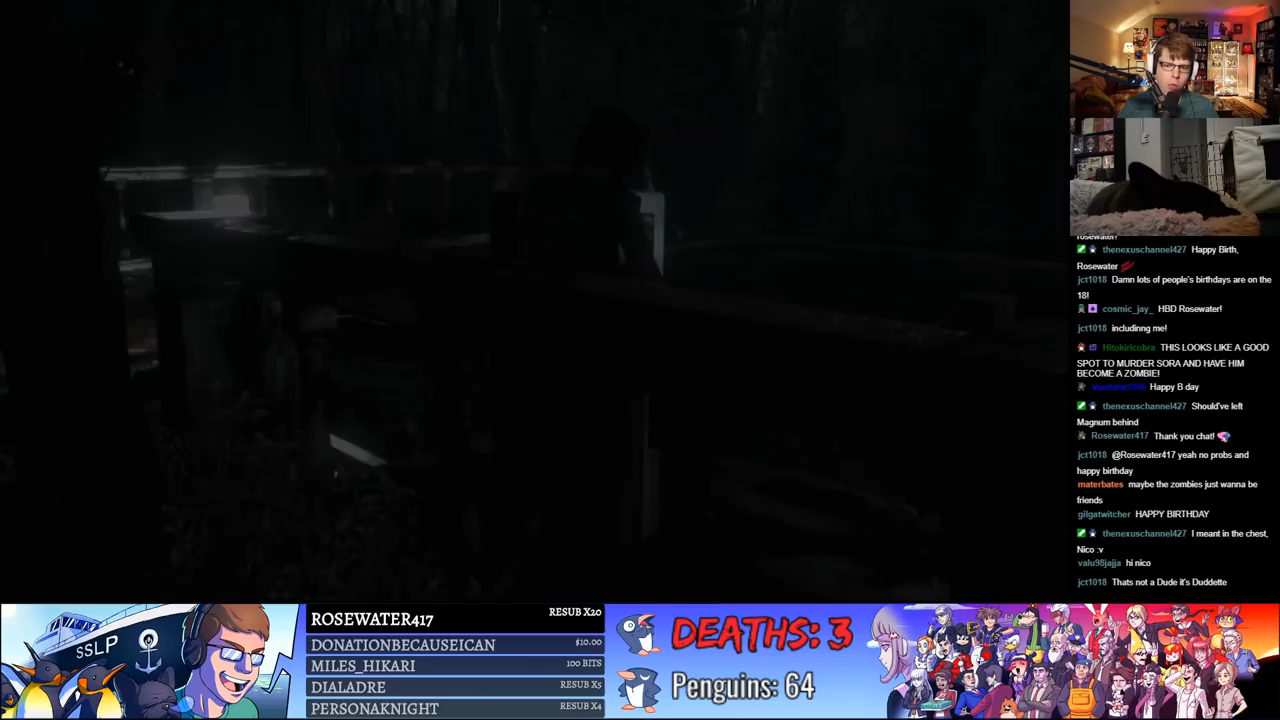 rosewater!
thenexuschannel427 Happy Birth,
Rosewater
jct1018 Damn lots of people's birthdays are on the
18!
cosmic_jay_ HBD Rosewater!
jct1018 includinng me!
Hitokiricobra THIS LOOKS LIKE A GOOD
SPOT TO MURDER SORA AND HAVE HIM
BECOME A ZOMBIE!
Happy B day
thenexuschannel427 Should've left
Magnum behind
Rosewater417 Thank you chat!
jct1018 @Rosewater417 yeah no probs and
happy birthday
materbates maybe the zombies just wanna be
friends
gilgatwitcher HAPPY BIRTHDAY
thenexuschannel427 I meant in the chest,
Nico :v
valu98jajja hi nico
jct1018 Thats not a Dude it's Duddette
SSLP
ROSEWATER417 RESUB X20
DONATIONBECAUSEICAN $10.00
MILES_HIKARI 100 BITS
DIALADRE RESUB X5
PERSONAKNIGHT RESUB X4
DEATHS: 3
Penguins: 64